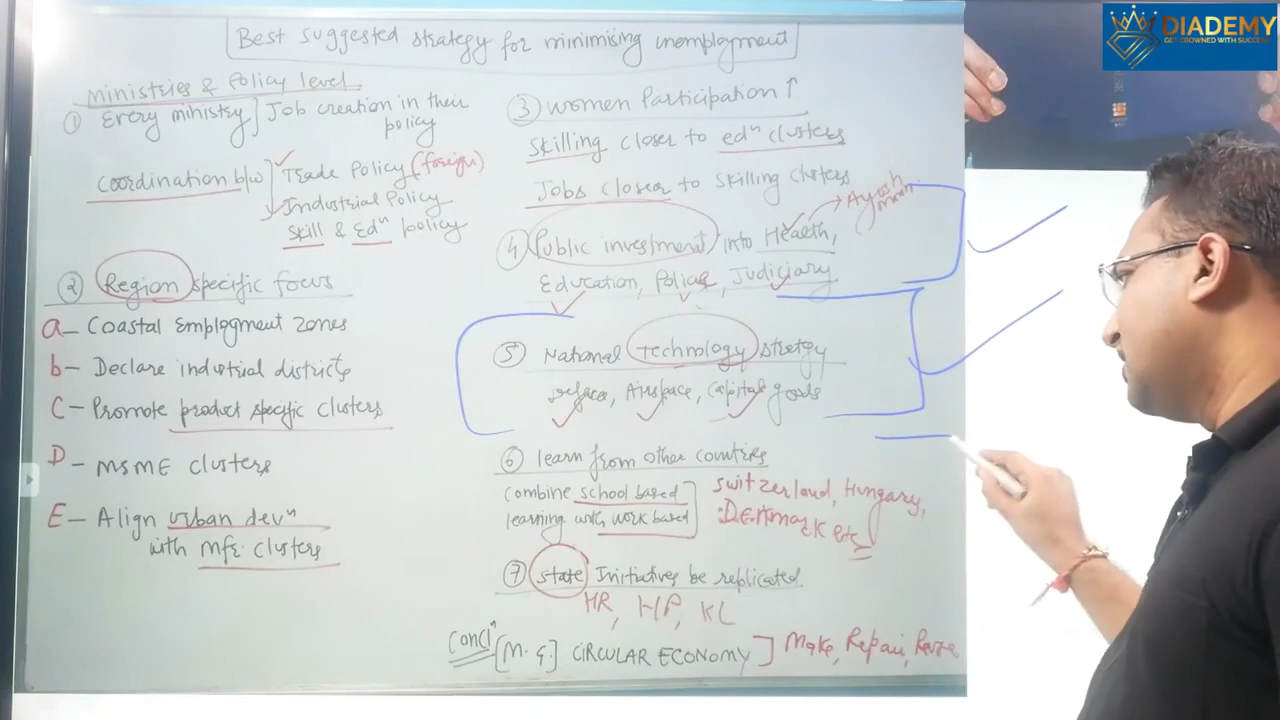 DIADEMY
GET CROWNED WITH SUCCESS
Best suggested strategy for minimising unemployment
ministries & policy level
① Every ministry] Job creation in their
policy
Coordination b/w
Trade Policy (foreign)
Industrial Policy
Skill & Edⁿ policy
② Region specific focus
a - Coastal Employment zones
b - Declare industrial districts
C - Promote product specific clusters
D - MSME clusters
E - Align urban devⁿ
with mfg. clusters
③ women Participation ↑
Skilling closer to edⁿ clusters
Jobs closer to skilling clusters
④ Public investment into Health,
Ayush
Education, Police, Judiciary
⑤ National technology stratgy
Airspace, Capital goods
⑥ learn from other countries
combine school based
learning with work based
Switzerland, Hungary,
⑦ state Initiatives be replicated
HR, HP, KL
Conclⁿ [M.G.] CIRCULAR ECONOMY] Make, Repair, Reuse